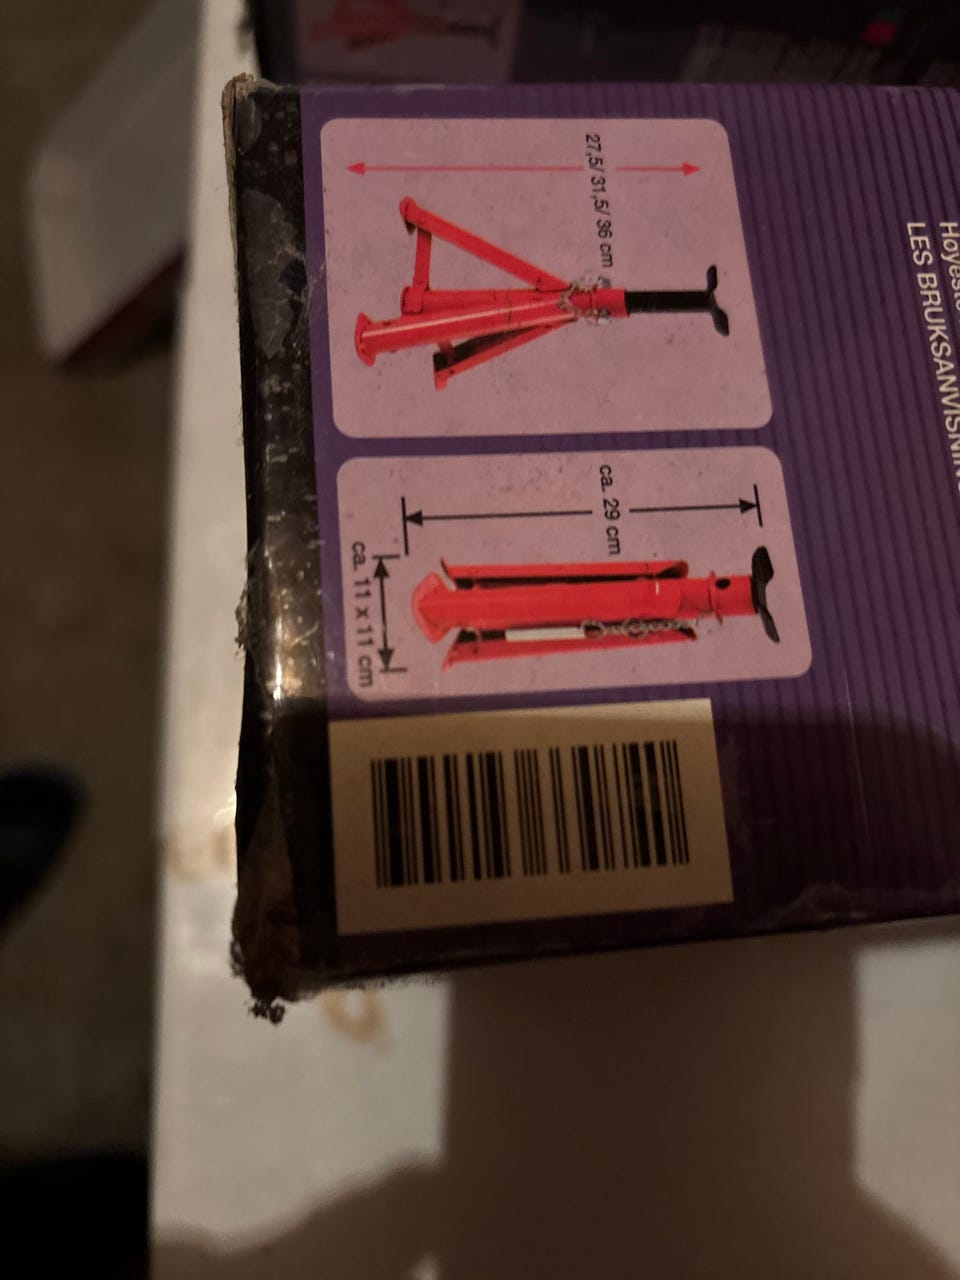 Høyeste
LES BRUKSANVISNING
27,5/ 31,5/ 36 cm
ca. 29 cm
ca. 11 x 11 cm